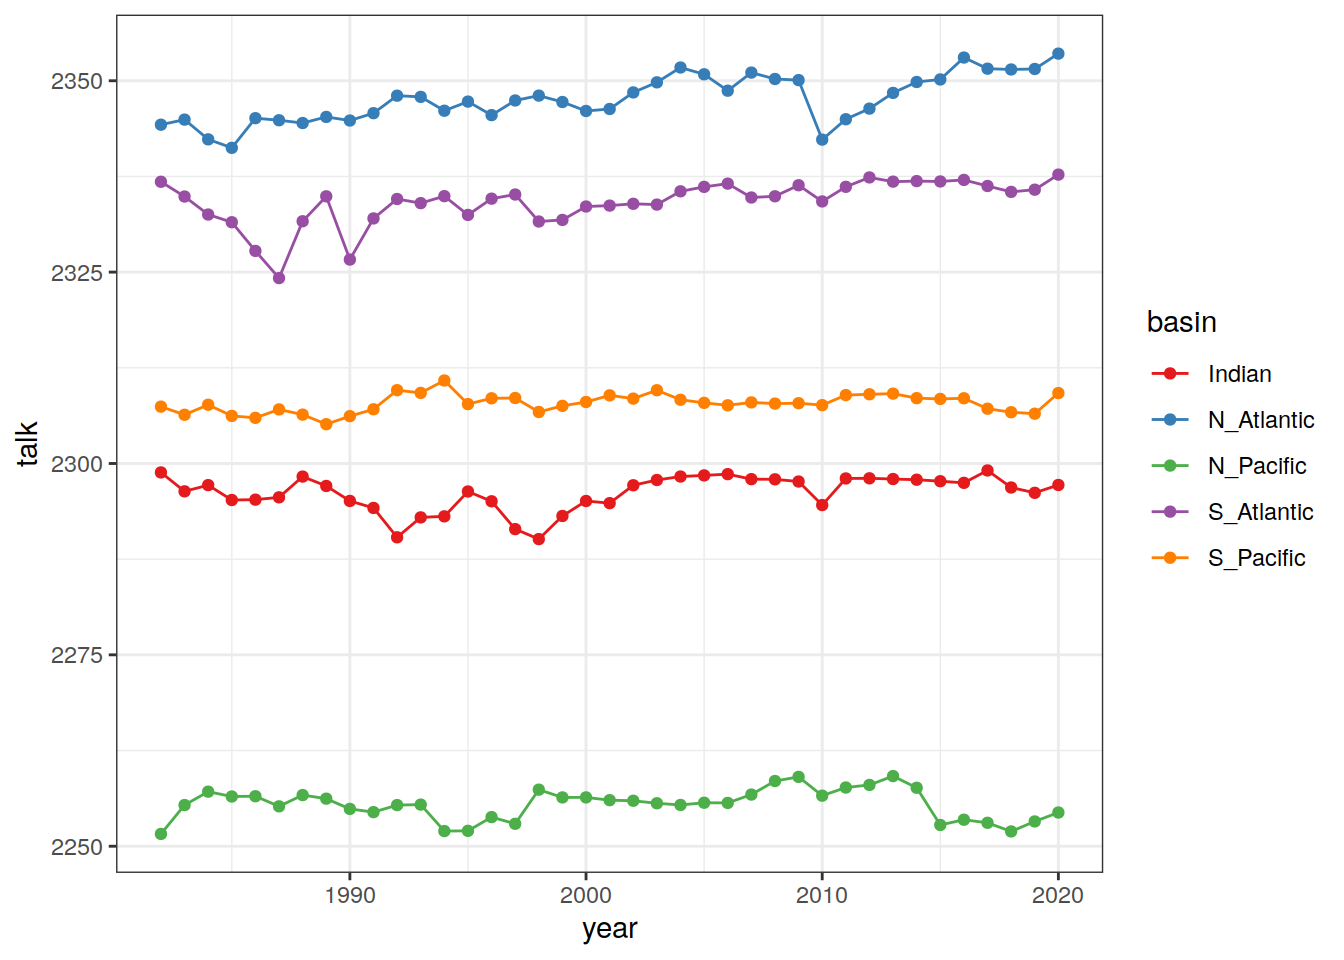 talk
2350
2325
2300
2275
2250
1990 2000 2010 2020
year
basin
Indian
N_Atlantic
N_Pacific
S_Atlantic
S_Pacific